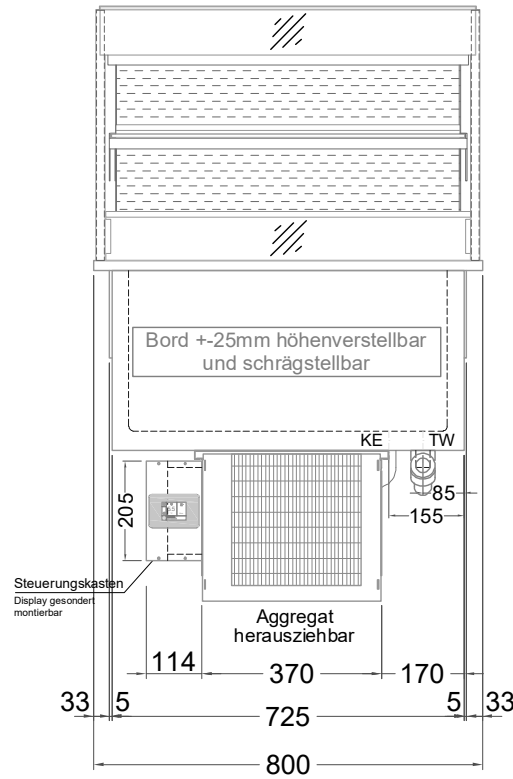 Bord +-25mm höhenverstellbar
und schrägstellbar
KE TW
85
155
205
Steuerungskasten
Display gesondert
montierbar
Aggregat
herausziehbar
114 370 170
33 5 725 5 33
800